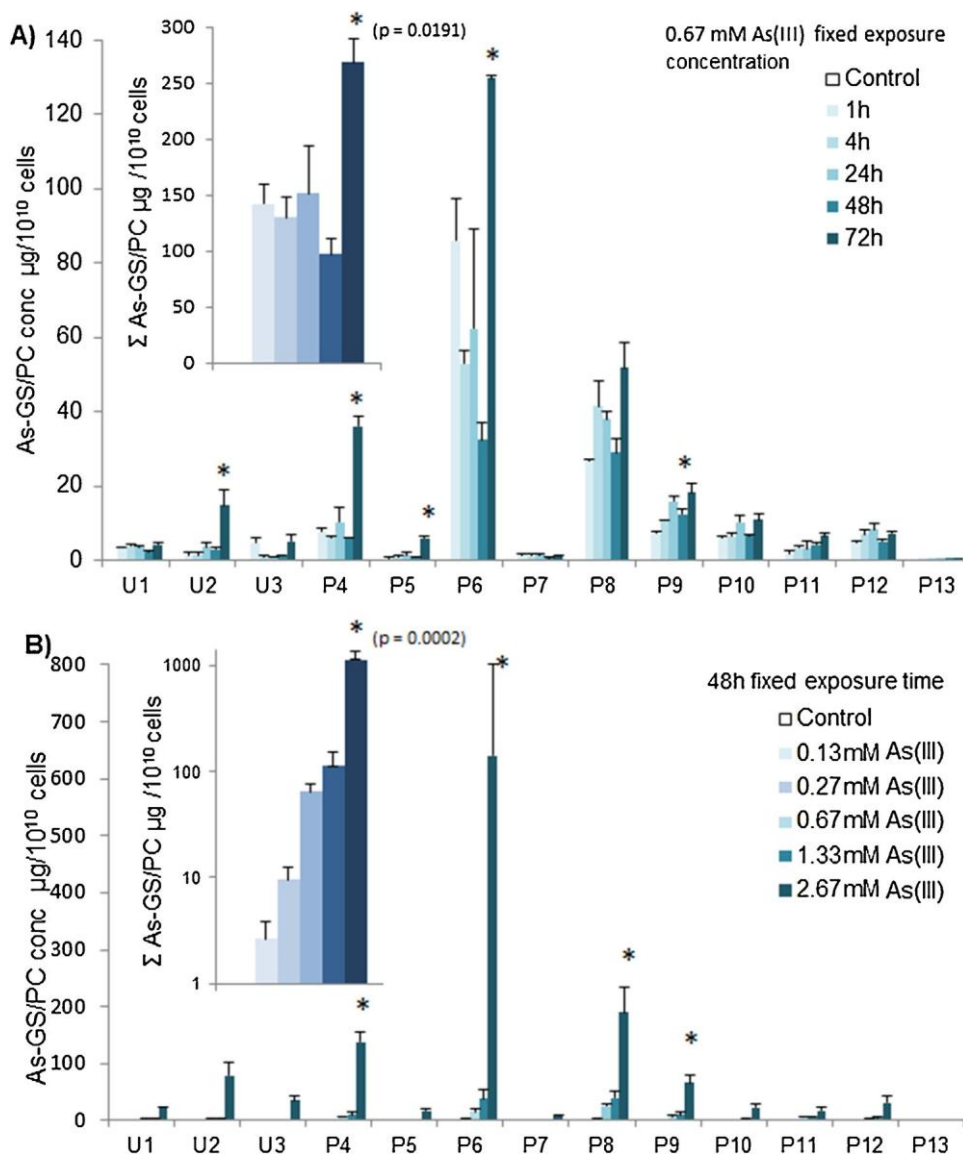 A)
140
120
100
80
60
40
20
0
As-GS/PC conc µg/10¹⁰ cells
300
250
200
150
100
50
0
Σ As-GS/PC µg /10¹⁰ cells
* (p = 0.0191)
0.67 mM As(III) fixed exposure
concentration
Control
1h
4h
24h
48h
72h
* * * * *
U1 U2 U3 P4 P5 P6 P7 P8 P9 P10 P11 P12 P13
B)
800
700
600
500
400
300
200
100
0
As-GS/PC conc µg/10¹⁰ cells
1000
100
10
1
Σ As-GS/PC µg /10¹⁰ cells
* (p = 0.0002)
48h fixed exposure time
Control
0.13mM As(III)
0.27mM As(III)
0.67mM As(III)
1.33mM As(III)
2.67mM As(III)
* * * *
U1 U2 U3 P4 P5 P6 P7 P8 P9 P10 P11 P12 P13